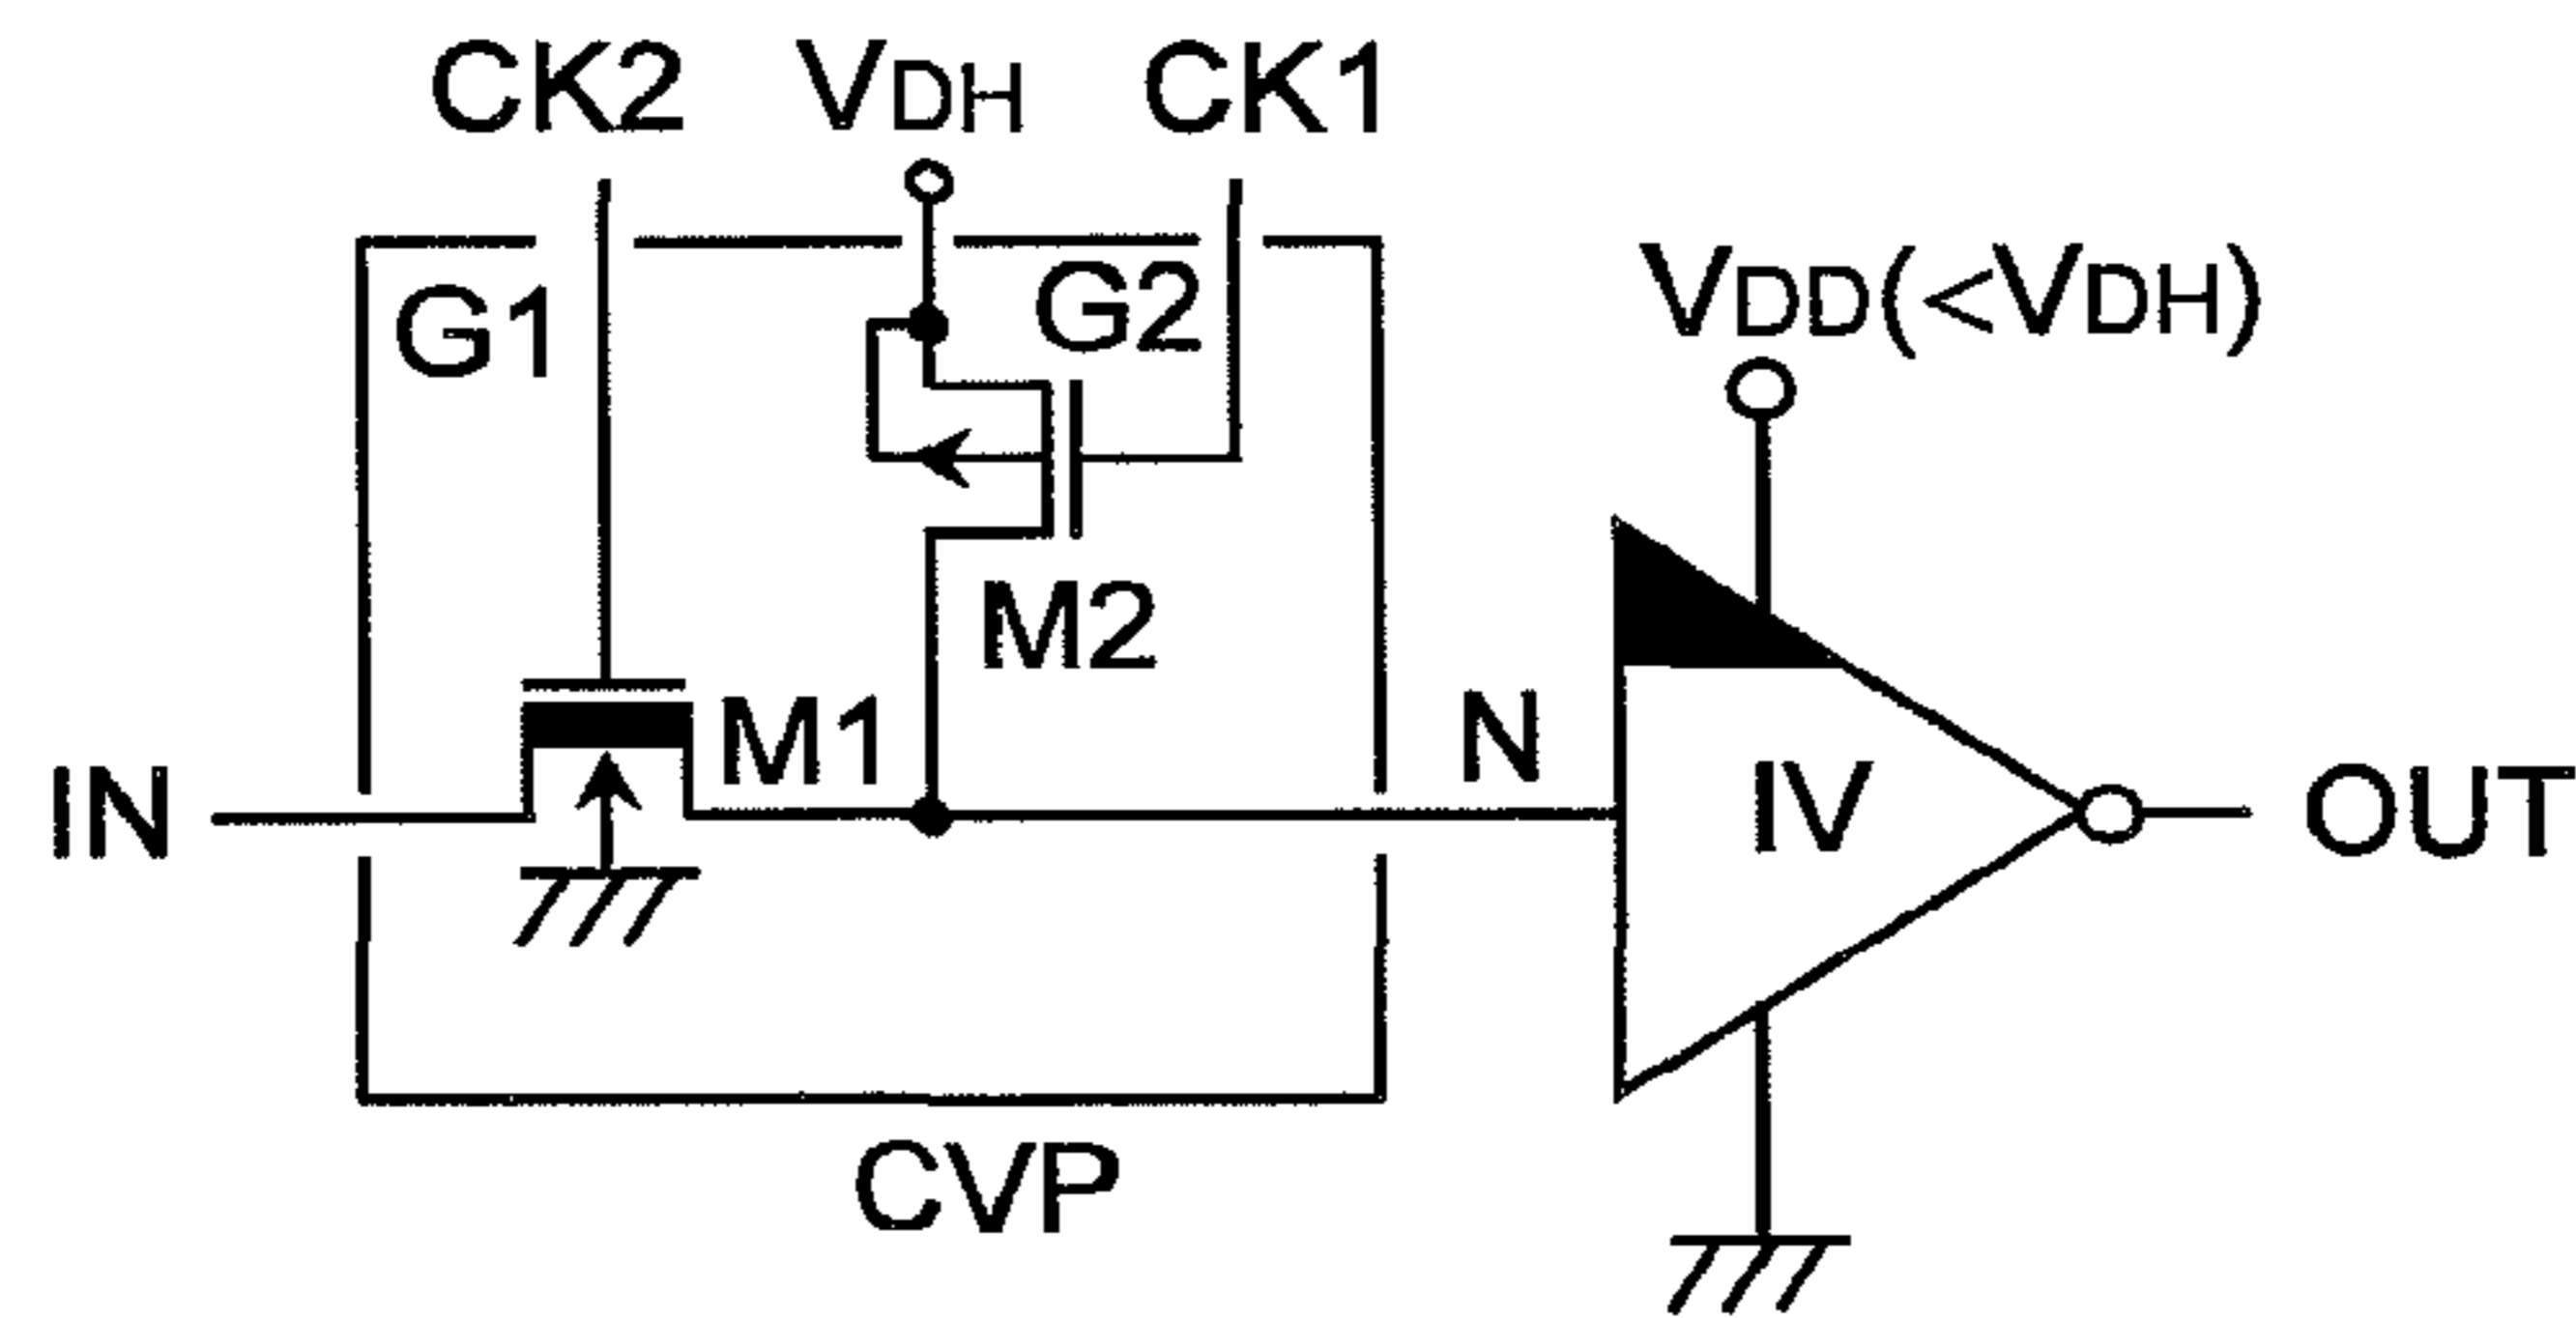 CK2 VDH CK1
G1 G2 VDD(<VDH)
M2
IN M1 N IV OUT
CVP